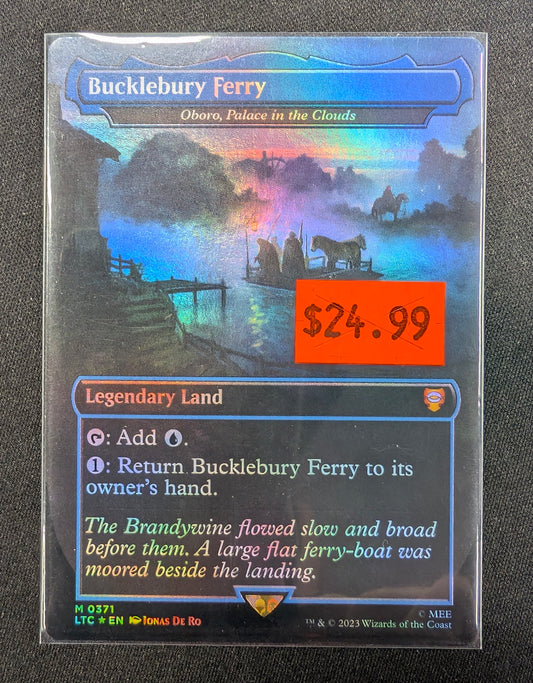 Bucklebury Ferry
Oboro, Palace in the Clouds
$24.99
Legendary Land
: Add .
1: Return Bucklebury Ferry to its
owner's hand.
The Brandywine flowed slow and broad
before them. A large flat ferry-boat was
moored beside the landing.
M 0371
LTC ★ EN Jonas De Ro
© MEE
™ & © 2023 Wizards of the Coast